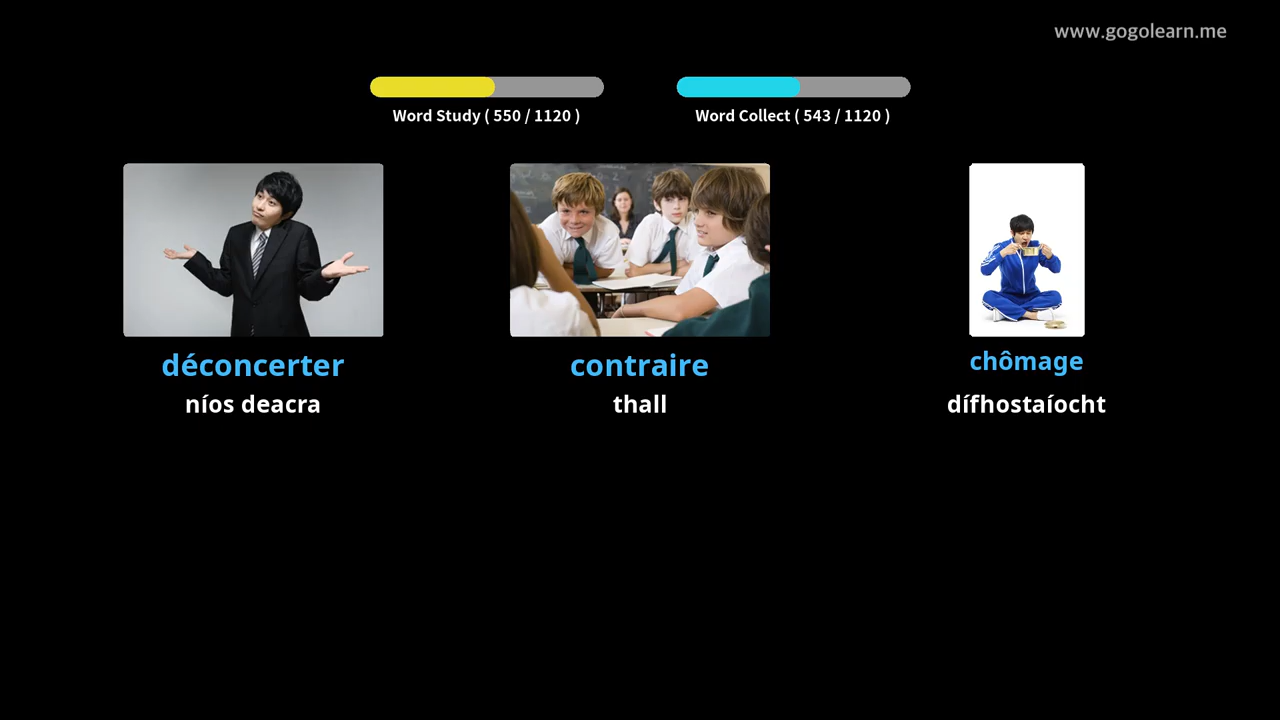 www.gogolearn.me
Word Study ( 550 / 1120 )
Word Collect ( 543 / 1120 )
déconcerter
contraire
chômage
níos deacra
thall
dífhostaíocht